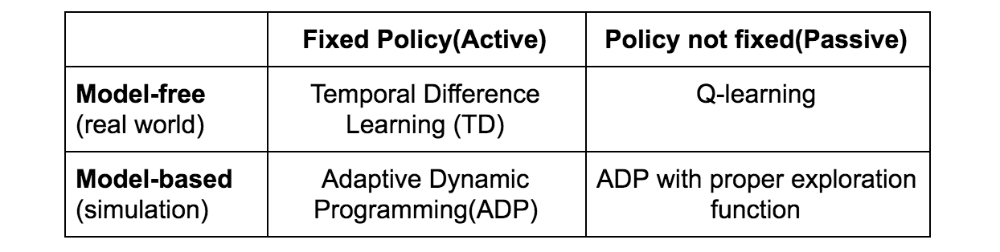 Fixed Policy(Active)
Policy not fixed(Passive)
Model-free
(real world)
Temporal Difference
Learning (TD)
Q-learning
Model-based
(simulation)
Adaptive Dynamic
Programming(ADP)
ADP with proper exploration
function